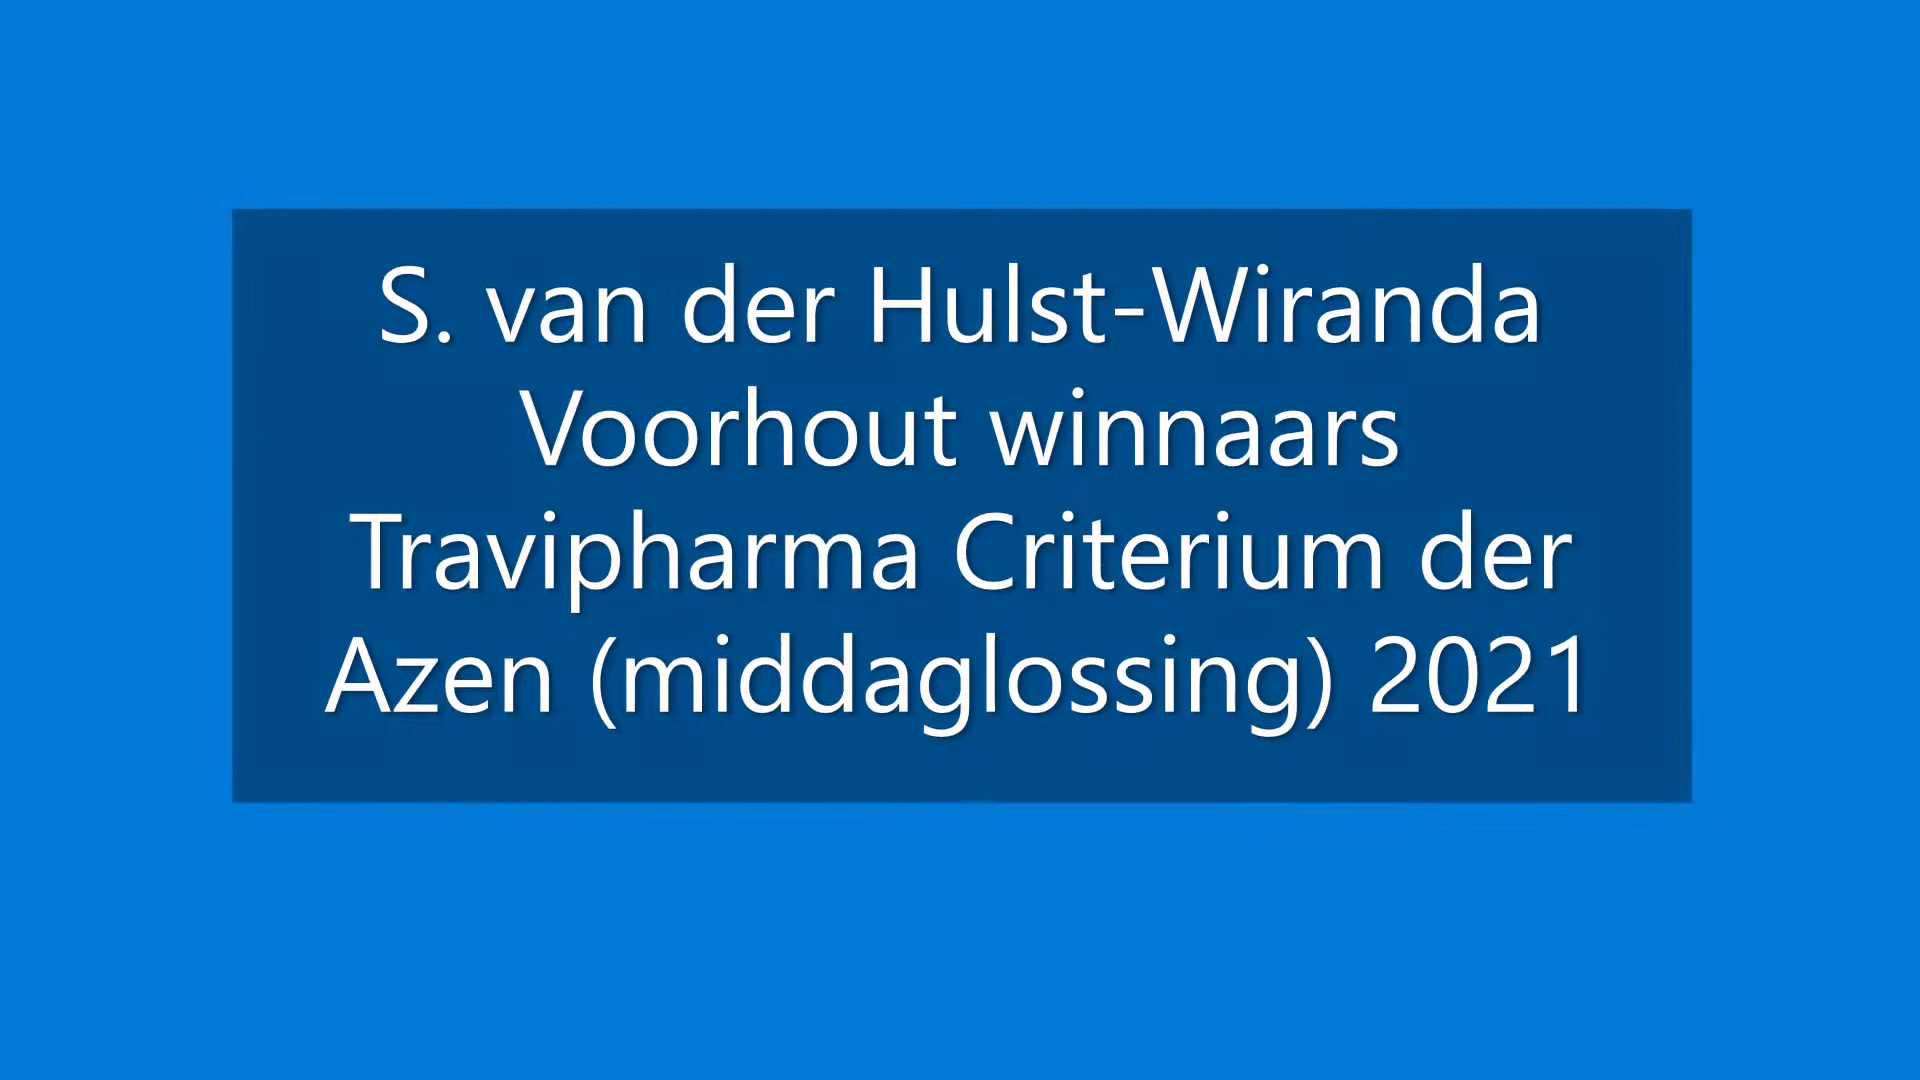 S. van der Hulst-Wiranda
Voorhout winnaars
Travipharma Criterium der
Azen (middaglossing) 2021